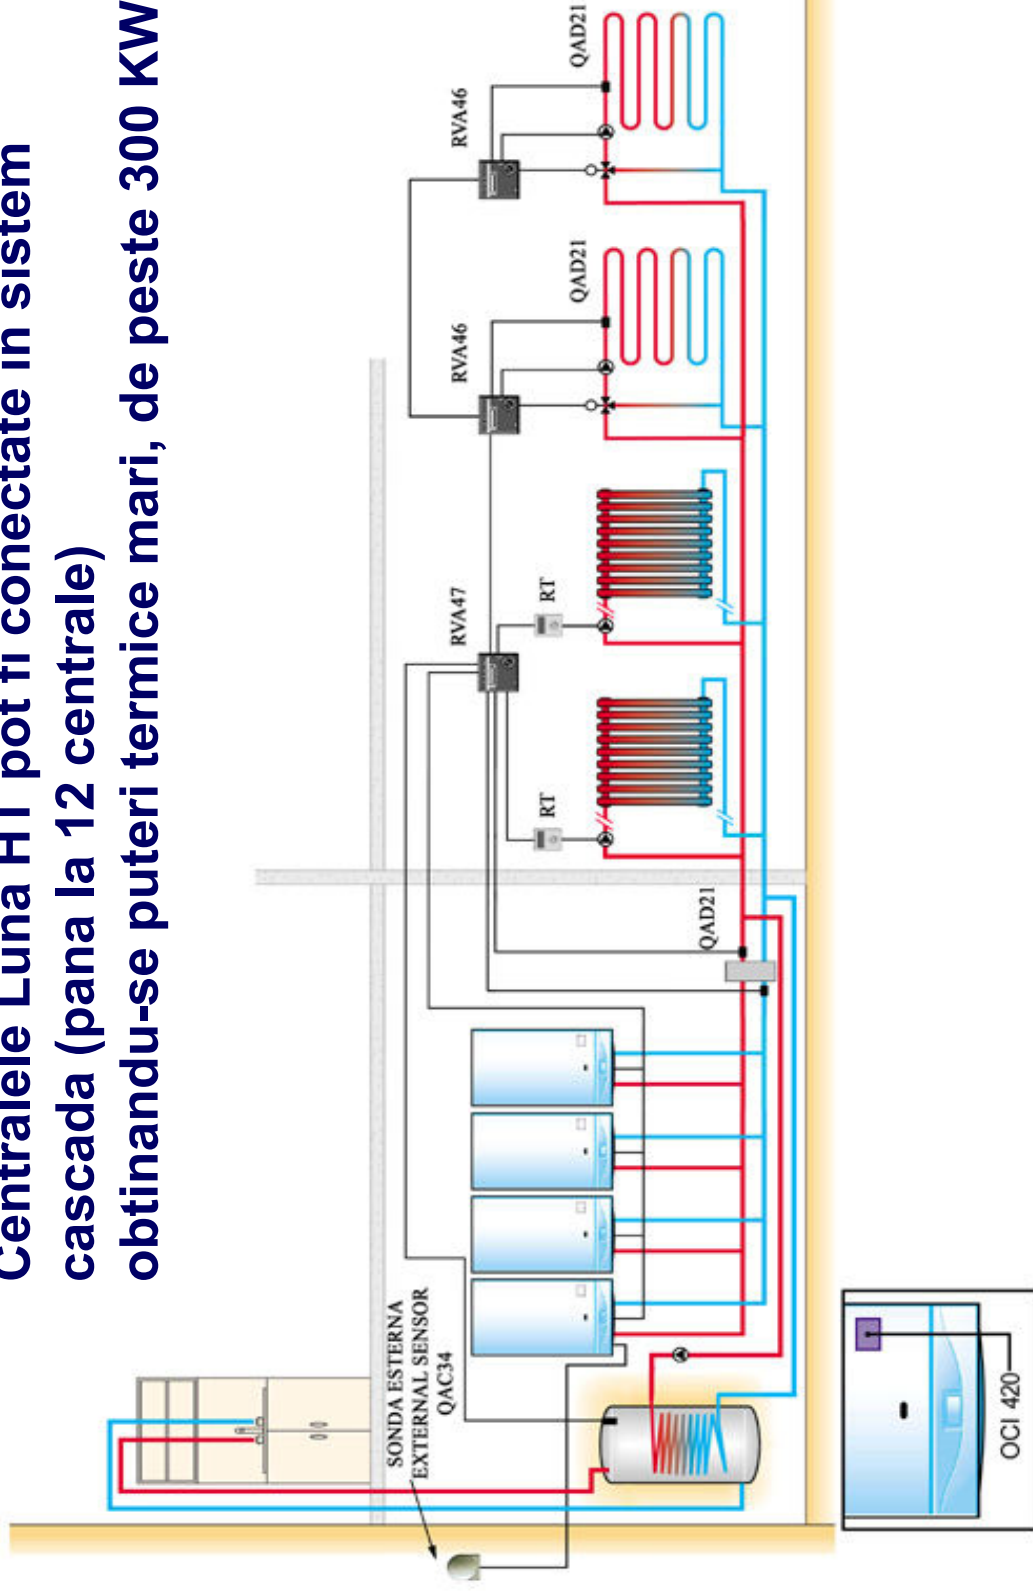 Centralele Luna HT pot fi conectate in sistem
cascada (pana la 12 centrale)
obtinandu-se puteri termice mari, de peste 300 KW
SONDA ESTERNA
EXTERNAL SENSOR
QAC34
RVA47
RVA46
RVA46
RT
RT
QAD21
QAD21
QAD21
OCI 420